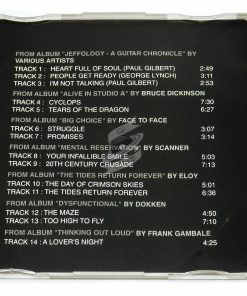 FROM ALBUM "JEFFOLOGY - A GUITAR CHRONICLE" BY
VARIOUS ARTISTS
TRACK 1 : HEART FULL OF SOUL (PAUL GILBERT) 2:49
TRACK 2 : PEOPLE GET READY (GEORGE LYNCH) 3:11
TRACK 3 : I'M NOT TALKING (PAUL GILBERT) 2:52
FROM ALBUM "ALIVE IN STUDIO A" BY BRUCE DICKINSON
TRACK 4 : CYCLOPS 7:30
TRACK 5 : TEARS OF THE DRAGON 6:20
FROM ALBUM "BIG CHOICE" BY FACE TO FACE
TRACK 6 : STRUGGLE 3:30
TRACK 7 : PROMISES 3:14
FROM ALBUM "MENTAL RESERVATION" BY SCANNER
TRACK 8 : YOUR INFALLIBLE SMILE 5:05
TRACK 9 : 20TH CENTURY CRUSADE 7:13
FROM ALBUM "THE TIDES RETURN FOREVER" BY ELOY
TRACK 10 : THE DAY OF CRIMSON SKIES 5:01
TRACK 11 : THE TIDES RETURN FOREVER 6:36
FROM ALBUM "DYSFUNCTIONAL" BY DOKKEN
TRACK 12 : THE MAZE 4:50
TRACK 13 : TOO HIGH TO FLY 7:10
FROM ALBUM "THINKING OUT LOUD" BY FRANK GAMBALE
TRACK 14 : A LOVER'S NIGHT 4:25